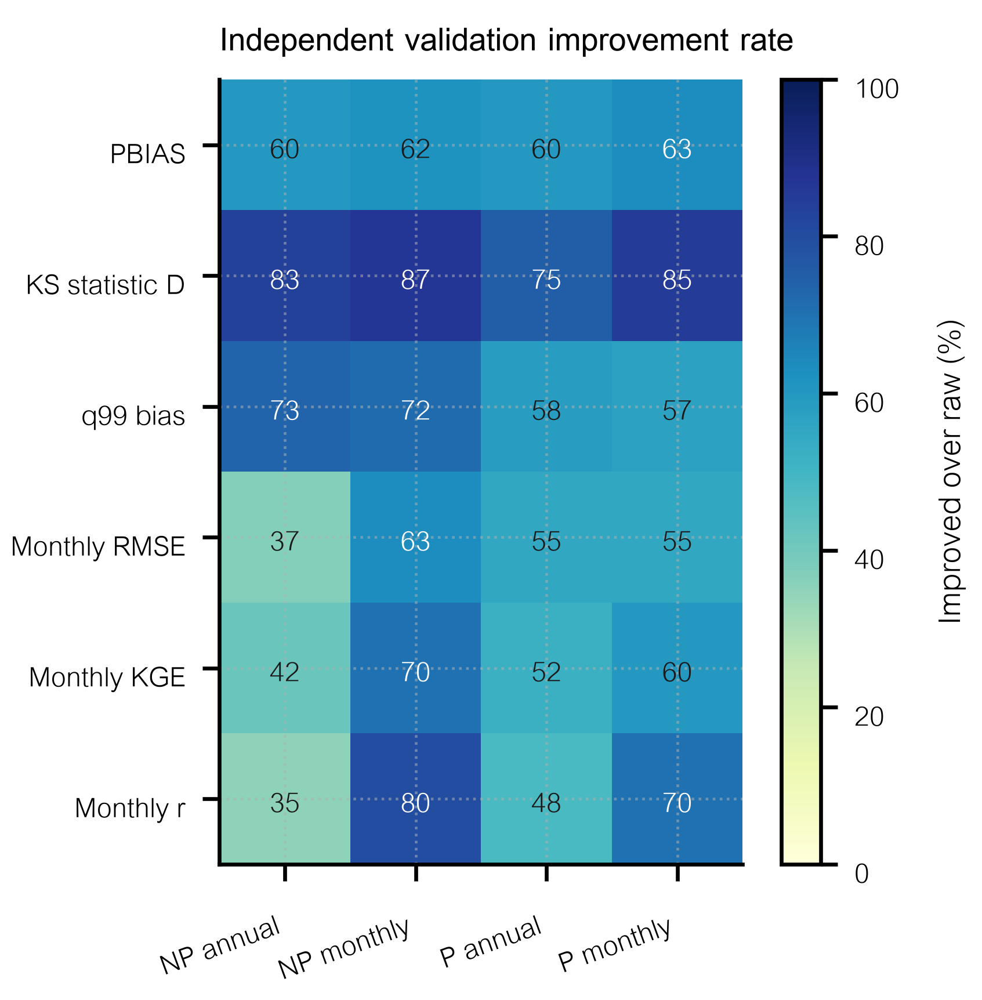 Independent validation improvement rate
PBIAS 60 62 60 63
KS statistic D 83 87 75 85
q99 bias 73 72 58 57
Monthly RMSE 37 63 55 55
Monthly KGE 42 70 52 60
Monthly r 35 80 48 70
NP annual NP monthly P annual P monthly
100
80
60
40
20
0
Improved over raw (%)